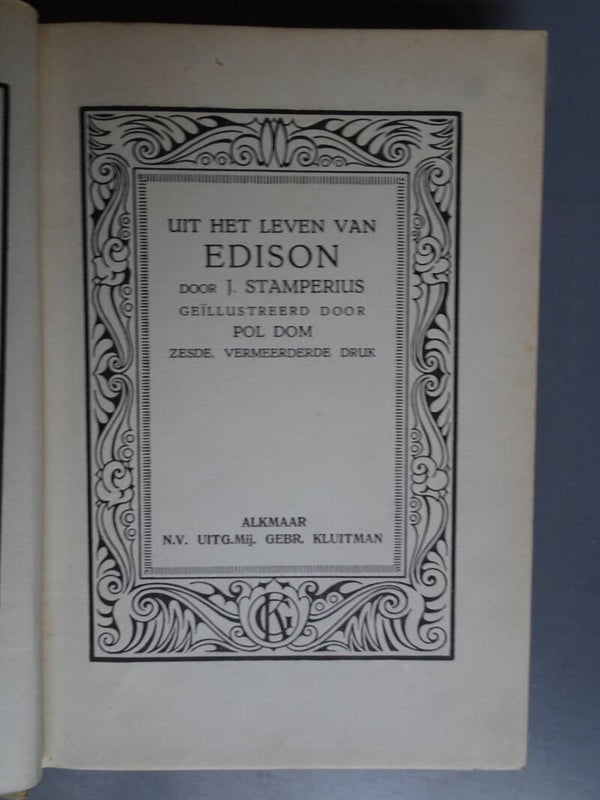 UIT HET LEVEN VAN
EDISON
DOOR J. STAMPERIUS
GEÏLLUSTREERD DOOR
POL DOM
ZESDE, VERMEERDERDE DRUK
ALKMAAR
N.V. UITG.Mij. GEBR. KLUITMAN
GK